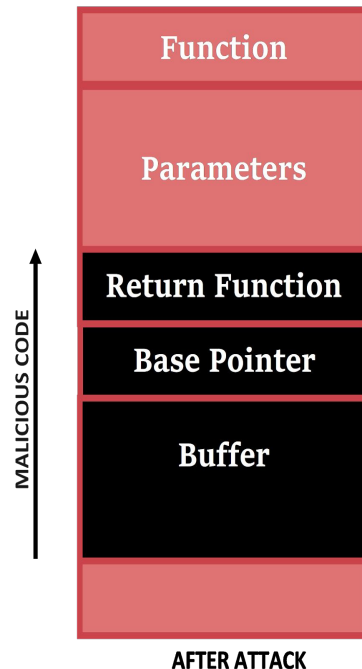 Function
Parameters
Return Function
Base Pointer
Buffer
MALICIOUS CODE
AFTER ATTACK